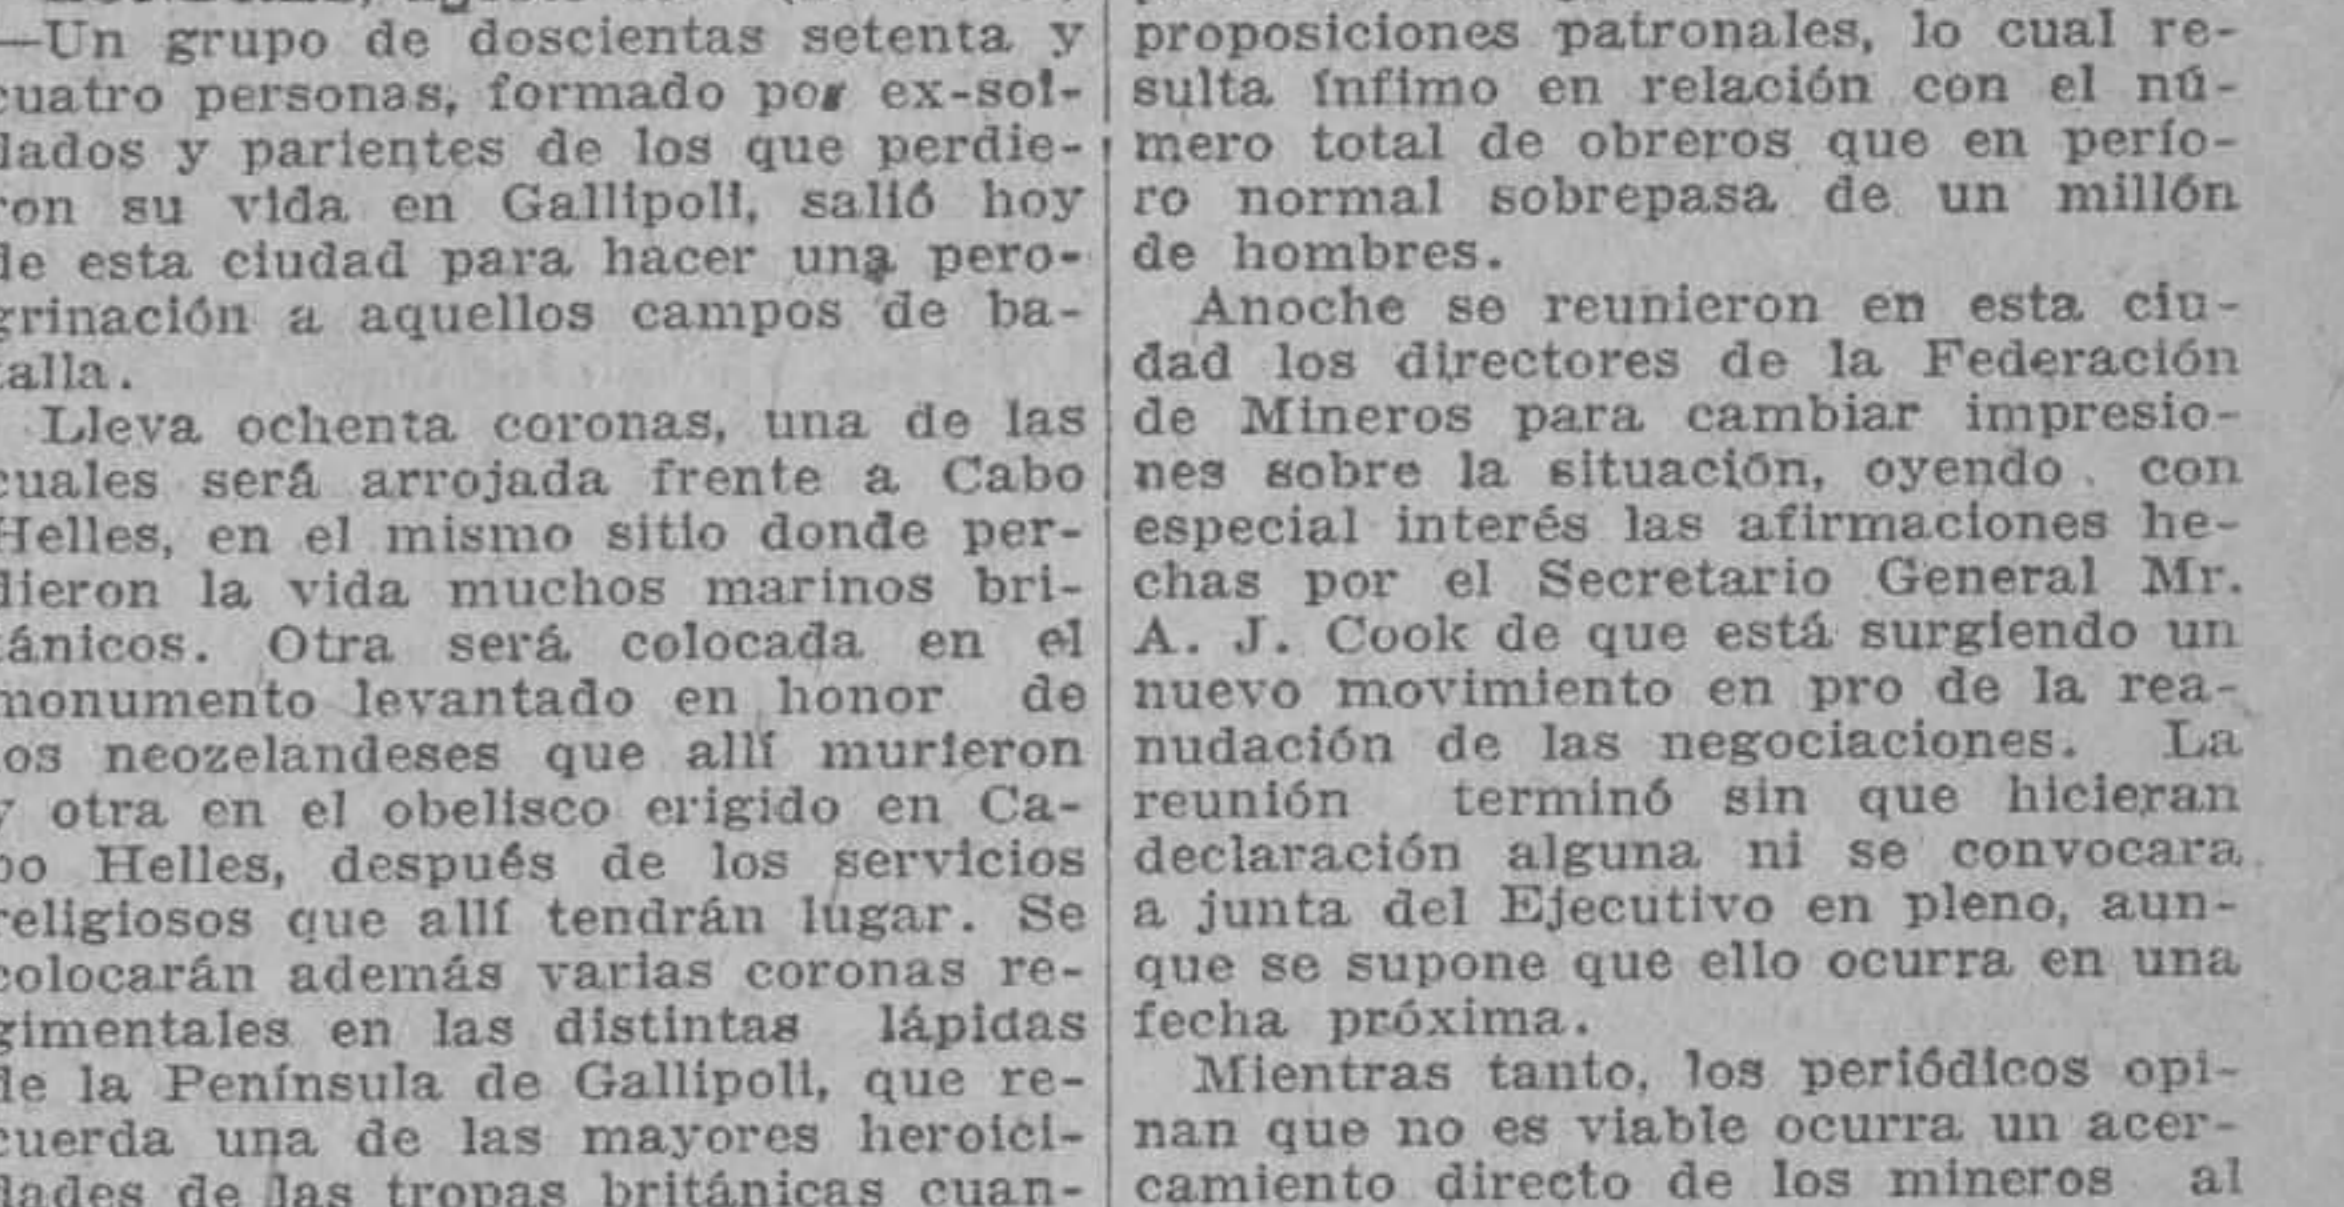 —Un grupo de doscientas setenta y
cuatro personas, formado por ex-sol-
dados y parientes de los que perdie-
ron su vida en Gallipoli, salió hoy
de esta ciudad para hacer una pero-
grinación a aquellos campos de ba-
talla.
Lleva ochenta coronas, una de las
cuales será arrojada frente a Cabo
Helles, en el mismo sitio donde per-
dieron la vida muchos marinos bri-
tánicos. Otra será colocada en el
monumento levantado en honor de
los neozelandeses que allí murieron
y otra en el obelisco erigido en Ca-
bo Helles, después de los servicios
religiosos que allí tendrán lugar. Se
colocarán además varias coronas re-
gimentales en las distintas lápidas
de la Península de Gallipoli, que re-
cuerda una de las mayores heroici-
dades de las tropas británicas cuan-
proposiciones patronales, lo cual re-
sulta ínfimo en relación con el nú-
mero total de obreros que en perío-
ro normal sobrepasa de un millón
de hombres.
Anoche se reunieron en esta ciu-
dad los directores de la Federación
de Mineros para cambiar impresio-
nes sobre la situación, oyendo con
especial interés las afirmaciones he-
chas por el Secretario General Mr.
A. J. Cook de que está surgiendo un
nuevo movimiento en pro de la rea-
nudación de las negociaciones. La
reunión terminó sin que hicieran
declaración alguna ni se convocara
a junta del Ejecutivo en pleno, aun-
que se supone que ello ocurra en una
fecha próxima.
Mientras tanto, los periódicos opi-
nan que no es viable ocurra un acer-
camiento directo de los mineros al